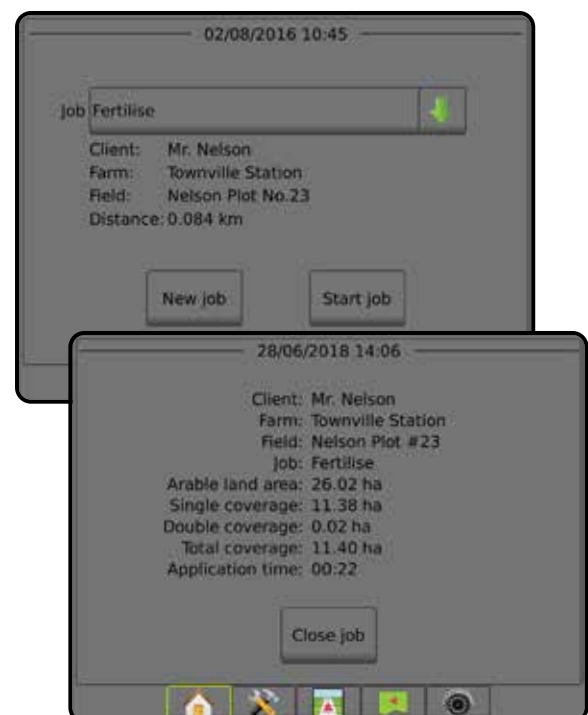 02/08/2016 10:45
Job Fertilise
Client: Mr. Nelson
Farm: Townville Station
Field: Nelson Plot No.23
Distance: 0.084 km
New job Start job
28/06/2018 14:06
Client: Mr. Nelson
Farm: Townville Station
Field: Nelson Plot #23
Job: Fertilise
Arable land area: 26.02 ha
Single coverage: 11.38 ha
Double coverage: 0.02 ha
Total coverage: 11.40 ha
Application time: 00:22
Close job